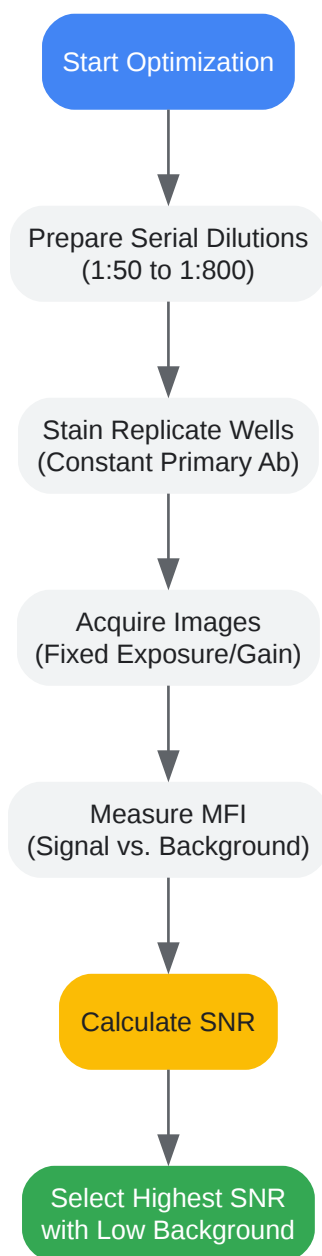 Start Optimization
Prepare Serial Dilutions
(1:50 to 1:800)
Stain Replicate Wells
(Constant Primary Ab)
Acquire Images
(Fixed Exposure/Gain)
Measure MFI
(Signal vs. Background)
Calculate SNR
Select Highest SNR
with Low Background